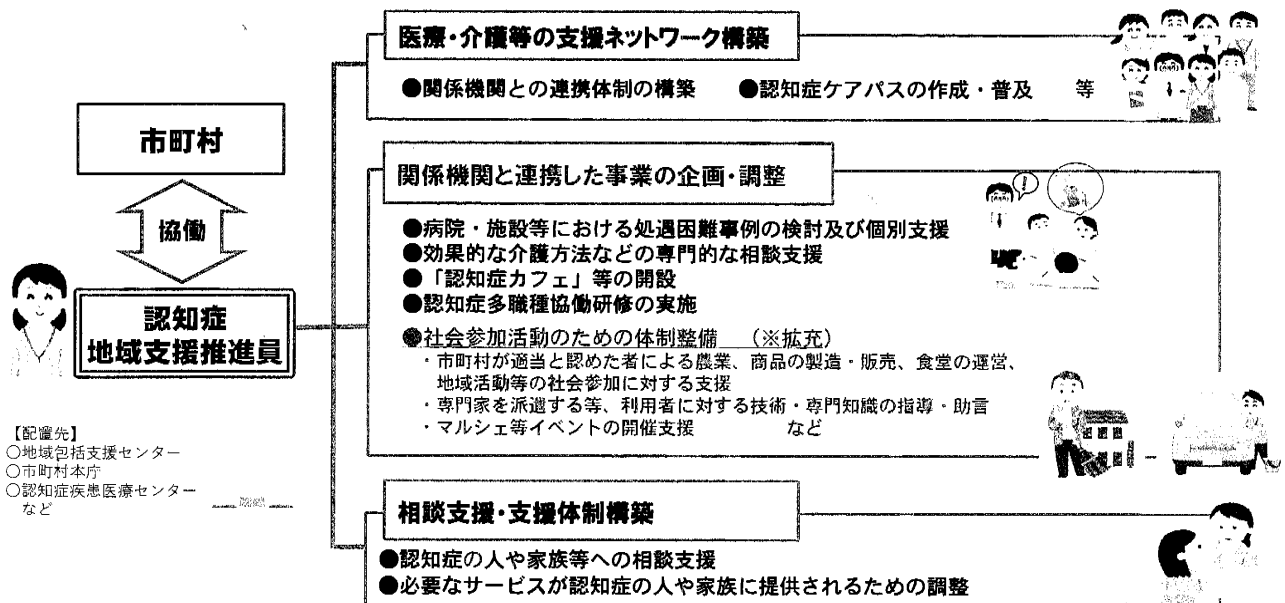 医療・介護等の支援ネットワーク構築
●関係機関との連携体制の構築　●認知症ケアパスの作成・普及　等
市町村
協働
認知症
地域支援推進員
【配置先】
○地域包括支援センター
○市町村本庁
○認知症疾患医療センター
など
関係機関と連携した事業の企画・調整
●病院・施設等における処遇困難事例の検討及び個別支援
●効果的な介護方法などの専門的な相談支援
●「認知症カフェ」等の開設
●認知症多職種協働研修の実施
●社会参加活動のための体制整備　（※拡充）
・市町村が適当と認めた者による農業、商品の製造・販売、食堂の運営、
地域活動等の社会参加に対する支援
・専門家を派遣する等、利用者に対する技術・専門知識の指導・助言
・マルシェ等イベントの開催支援　など
相談支援・支援体制構築
●認知症の人や家族等への相談支援
●必要なサービスが認知症の人や家族に提供されるための調整